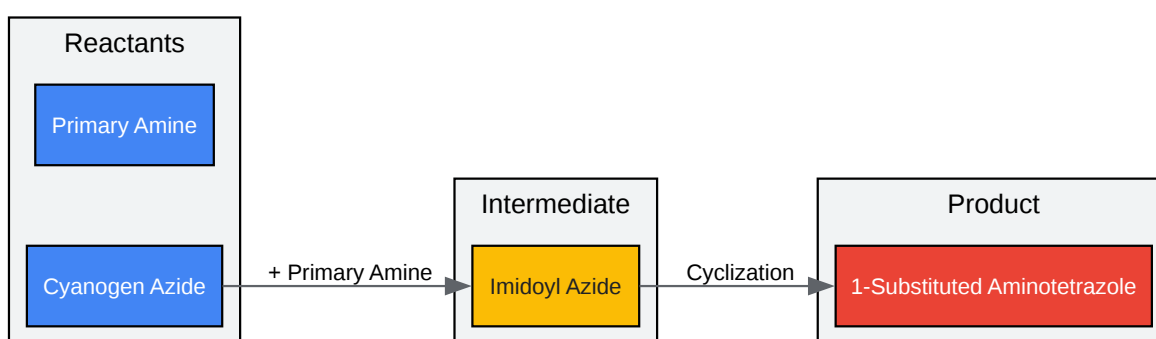 Reactants
Primary Amine
Cyanogen Azide
+ Primary Amine
Intermediate
Imidoyl Azide
Cyclization
Product
1-Substituted Aminotetrazole